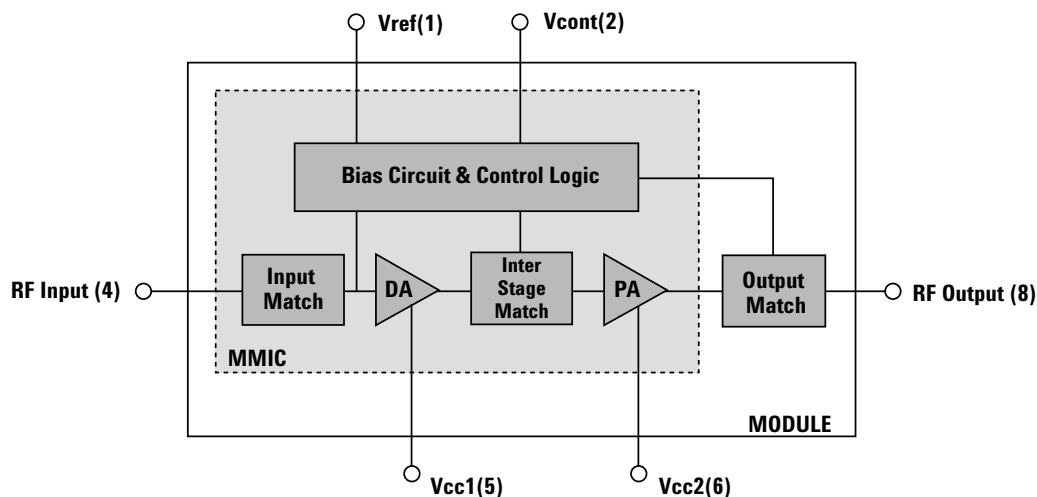 Vref(1)
Vcont(2)
Bias Circuit & Control Logic
RF Input (4)
Input
Match
DA
Inter
Stage
Match
PA
Output
Match
RF Output (8)
MMIC
MODULE
Vcc1(5)
Vcc2(6)